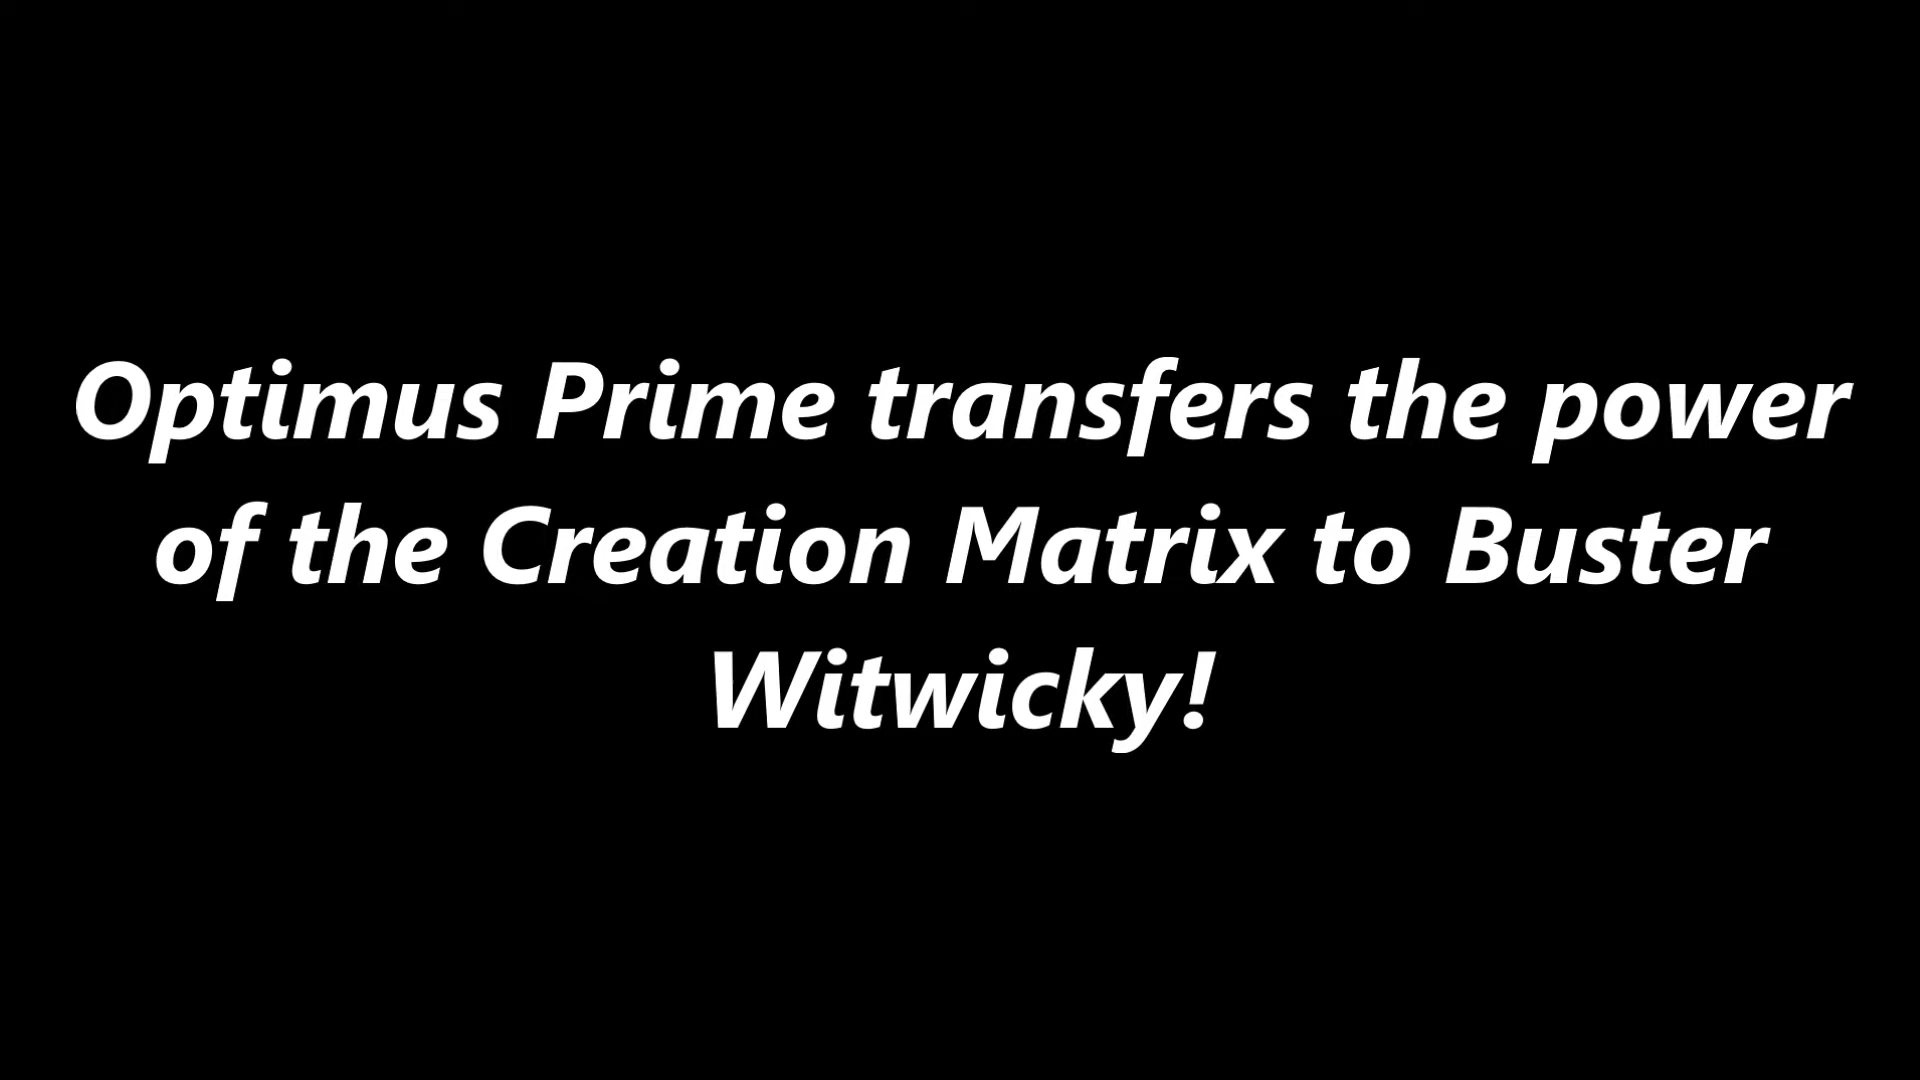 Optimus Prime transfers the power
of the Creation Matrix to Buster
Witwicky!